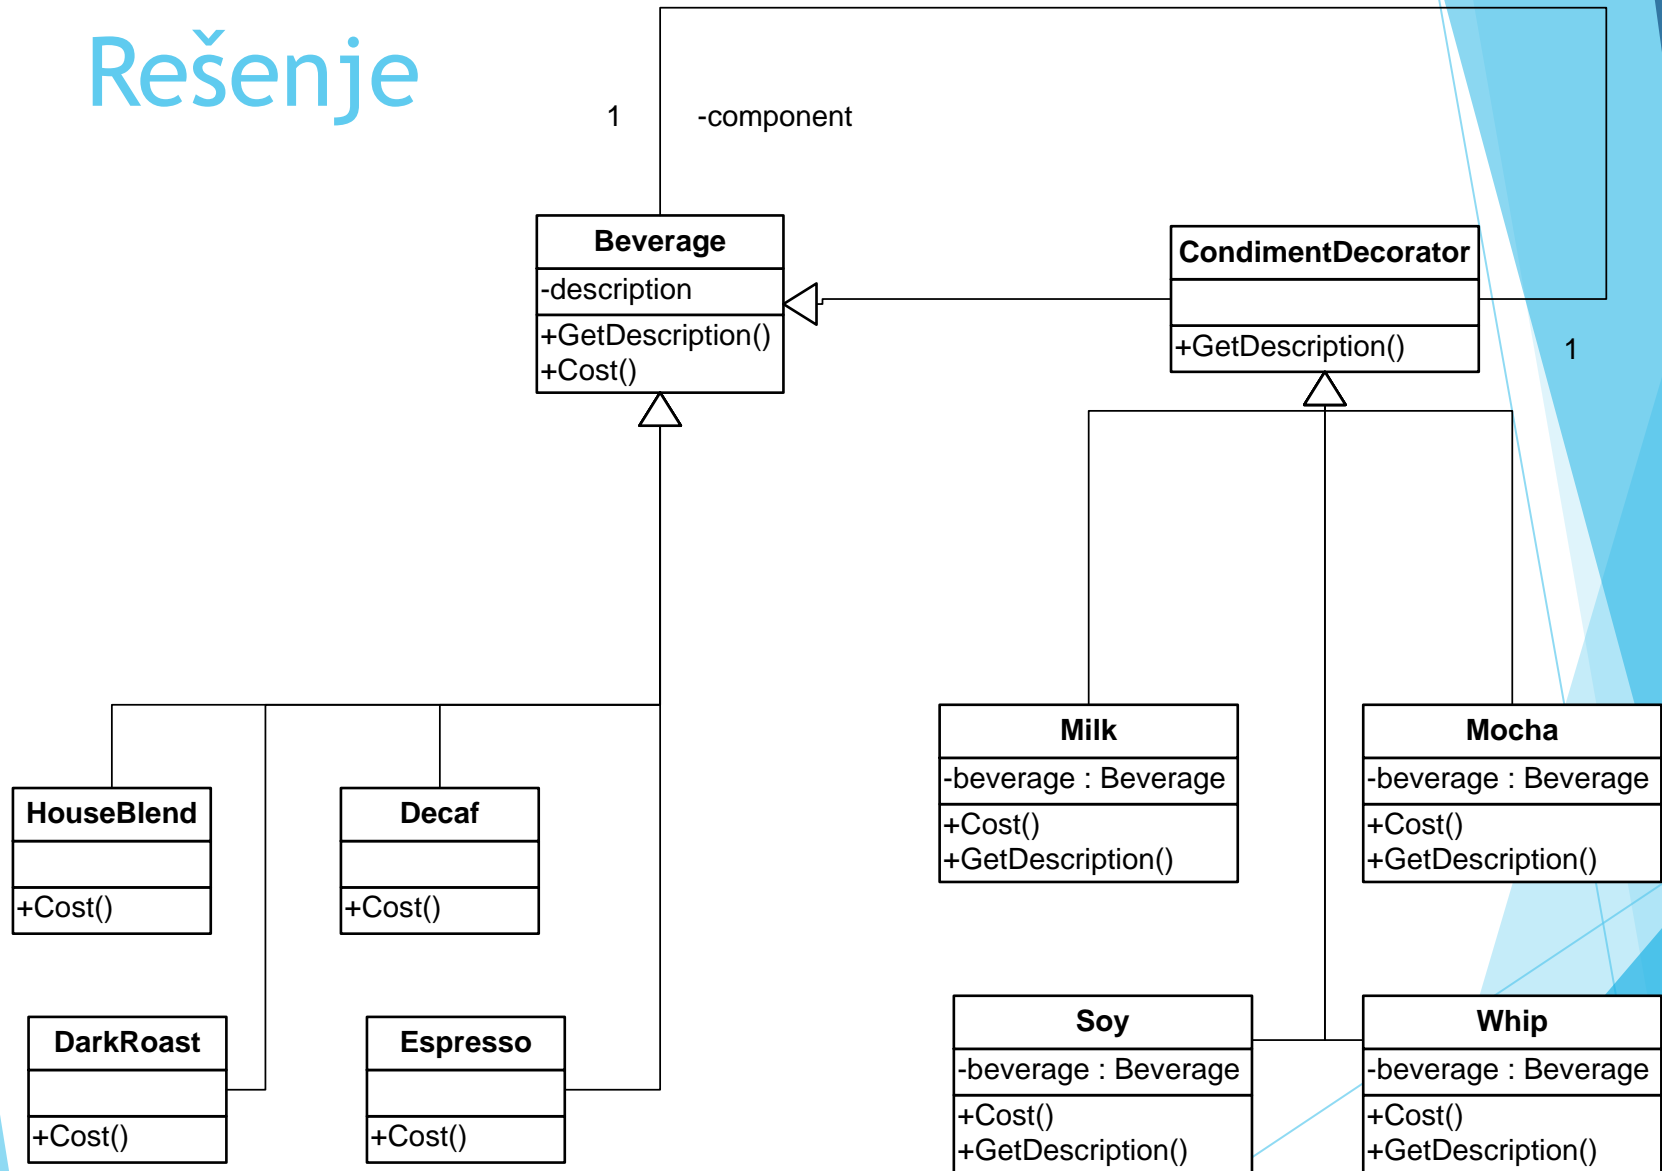 Rešenje
1
-component
Beverage
-description
+GetDescription()
+Cost()
CondimentDecorator
+GetDescription()
1
HouseBlend
+Cost()
Decaf
+Cost()
DarkRoast
+Cost()
Espresso
+Cost()
Milk
-beverage : Beverage
+Cost()
+GetDescription()
Mocha
-beverage : Beverage
+Cost()
+GetDescription()
Soy
-beverage : Beverage
+Cost()
+GetDescription()
Whip
-beverage : Beverage
+Cost()
+GetDescription()